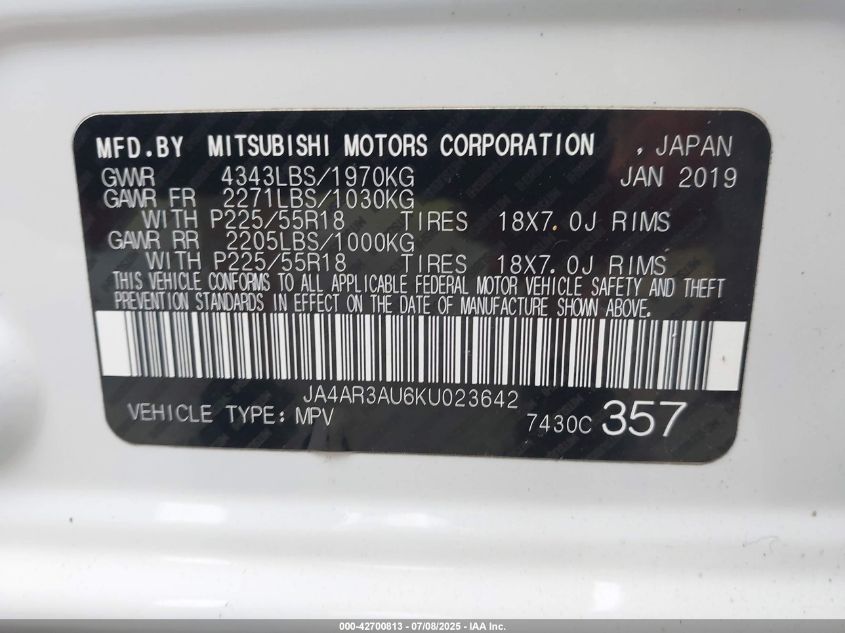 MFD.BY MITSUBISHI MOTORS CORPORATION , JAPAN
GVWR 4343LBS/1970KG JAN 2019
GAWR FR 2271LBS/1030KG
WITH P225/55R18 TIRES 18X7.0J RIMS
GAWR RR 2205LBS/1000KG
WITH P225/55R18 TIRES 18X7.0J RIMS
THIS VEHICLE CONFORMS TO ALL APPLICABLE FEDERAL MOTOR VEHICLE SAFETY AND THEFT
PREVENTION STANDARDS IN EFFECT ON THE DATE OF MANUFACTURE SHOWN ABOVE.
JA4AR3AU6KU023642
VEHICLE TYPE: MPV 7430C 357
000-42700813 - 07/08/2025 - IAA Inc.